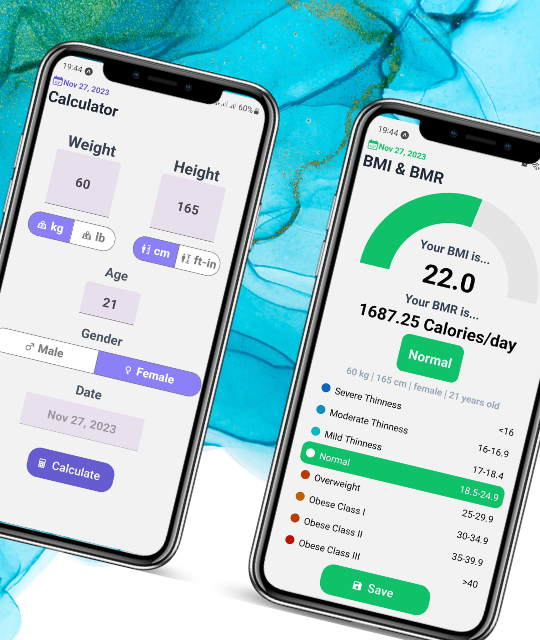 19:44
60%
Nov 27, 2023
Calculator
Weight
Height
60
165
kg
lb
cm
ft-in
Age
21
Gender
Male
Female
Date
Nov 27, 2023
Calculate
19:44
Nov 27, 2023
BMI & BMR
Your BMI is...
22.0
Your BMR is...
1687.25 Calories/day
Normal
60 kg | 165 cm | female | 21 years old
Severe Thinness <16
Moderate Thinness 16-16.9
Mild Thinness 17-18.4
Normal 18.5-24.9
Overweight 25-29.9
Obese Class I 30-34.9
Obese Class II 35-39.9
Obese Class III >40
Save